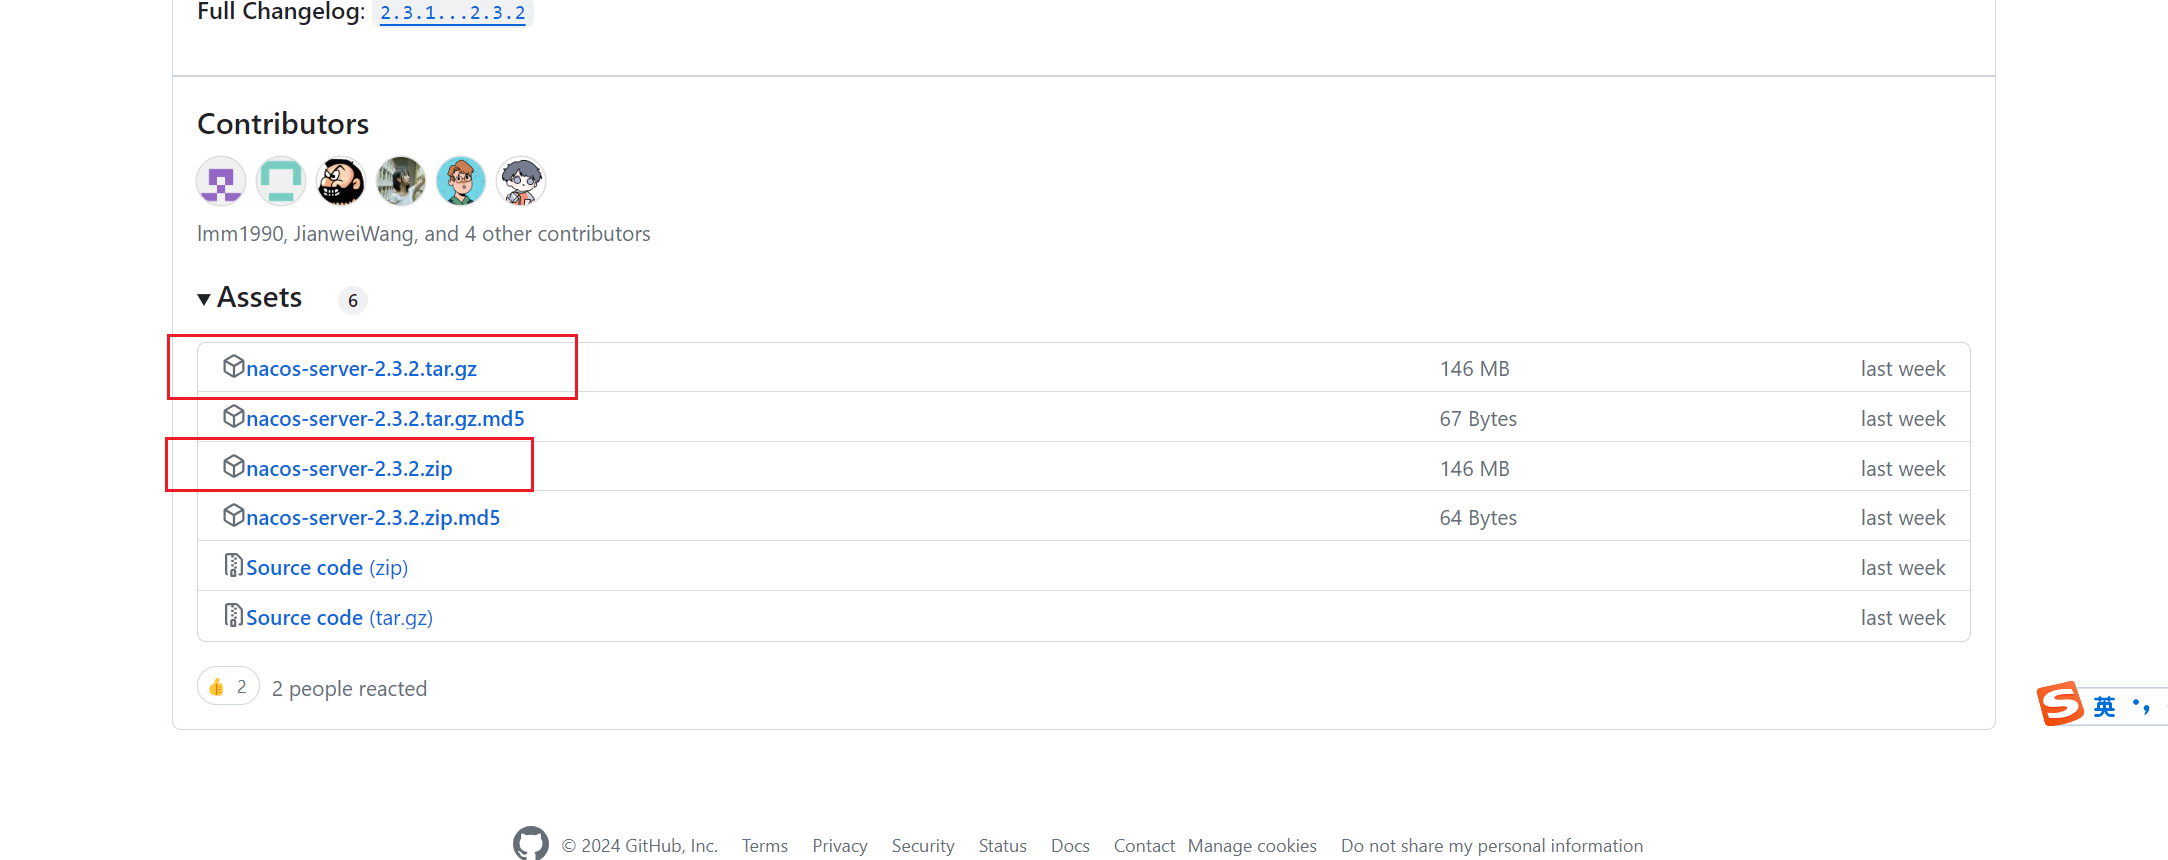 Full Changelog: 2.3.1...2.3.2
Contributors
lmm1990, JianweiWang, and 4 other contributors
Assets 6
nacos-server-2.3.2.tar.gz 146 MB last week
nacos-server-2.3.2.tar.gz.md5 67 Bytes last week
nacos-server-2.3.2.zip 146 MB last week
nacos-server-2.3.2.zip.md5 64 Bytes last week
Source code (zip) last week
Source code (tar.gz) last week
👍 2 2 people reacted
S 英 •,
© 2024 GitHub, Inc. Terms Privacy Security Status Docs Contact Manage cookies Do not share my personal information